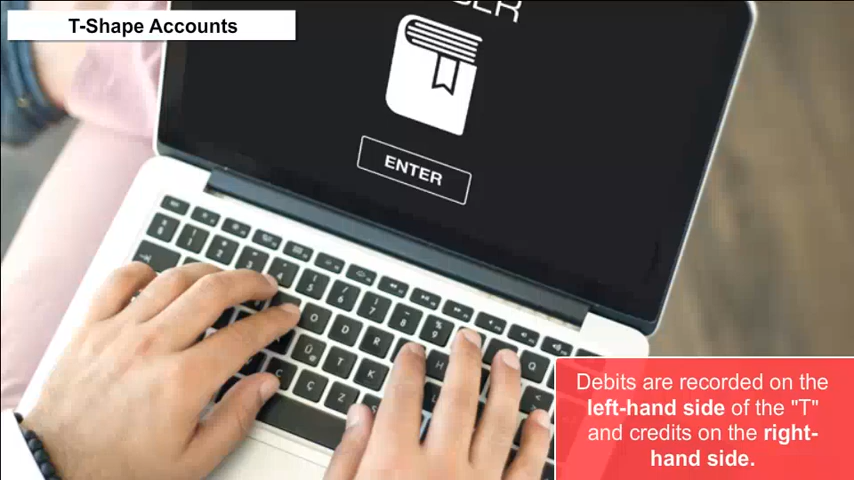 T-Shape Accounts
ENTER
Debits are recorded on the
left-hand side of the "T"
and credits on the right-
hand side.